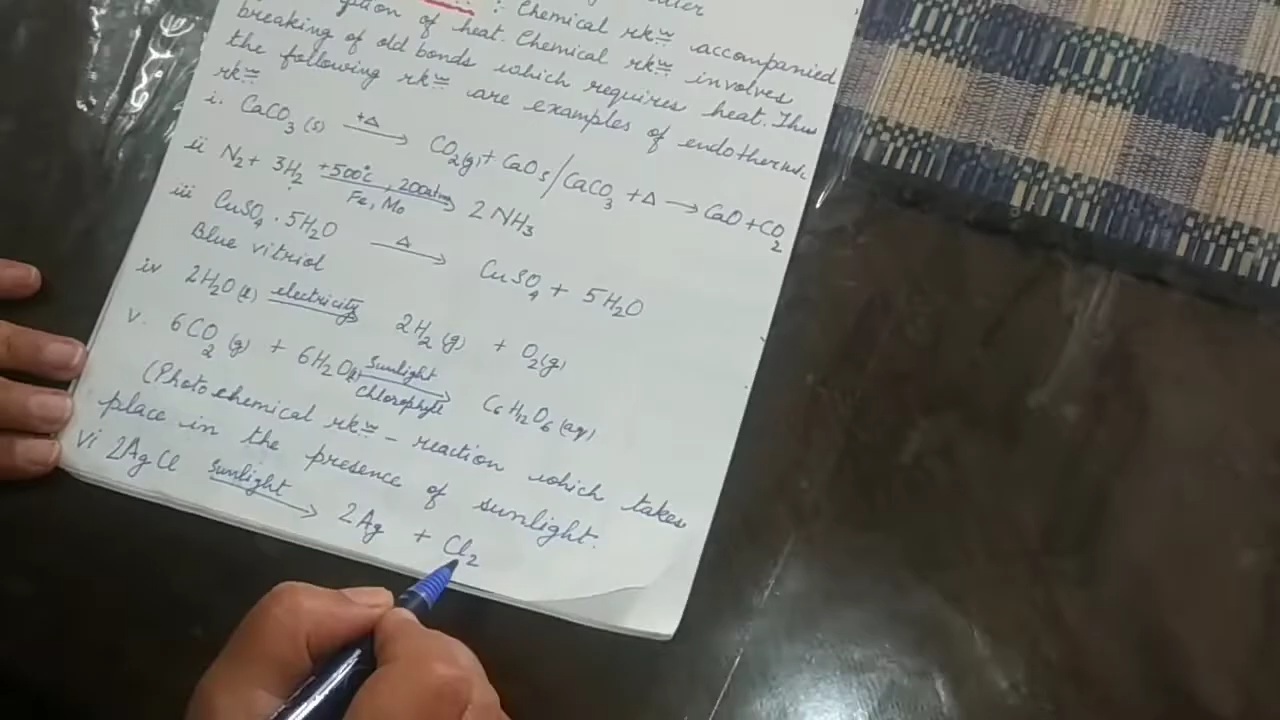 : Chemical rkn accompanied
of heat. Chemical rkn involves
breaking of old bonds which requires heat. Thus
the following rkn are examples of endothermic
rkn
i. CaCO₃(s) +Δ→ CO₂(g) + CaO s / CaCO₃ +Δ → CaO + CO₂
ii N₂ + 3H₂ +500°C, 200atm→ Fe, Mo 2NH₃
iii CuSO₄ · 5H₂O Δ→ CuSO₄ + 5H₂O
Blue vitriol
iv 2H₂O(l) electricity→ 2H₂(g) + O₂(g)
v. 6CO₂(g) + 6H₂O(l) Sunlight→ Chlorophyle C₆H₁₂O₆(aq)
(Photochemical rkn - reaction which takes
place in the presence of sunlight.
vi 2AgCl Sunlight→ 2Ag + Cl₂